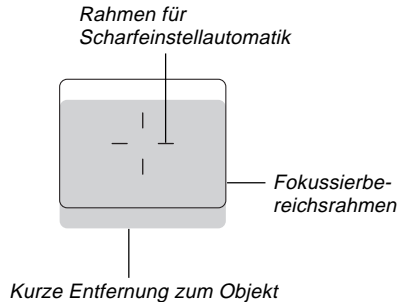 Rahmen für
Scharfeinstellautomatik
Fokussierbe-
reichsrahmen
Kurze Entfernung zum Objekt